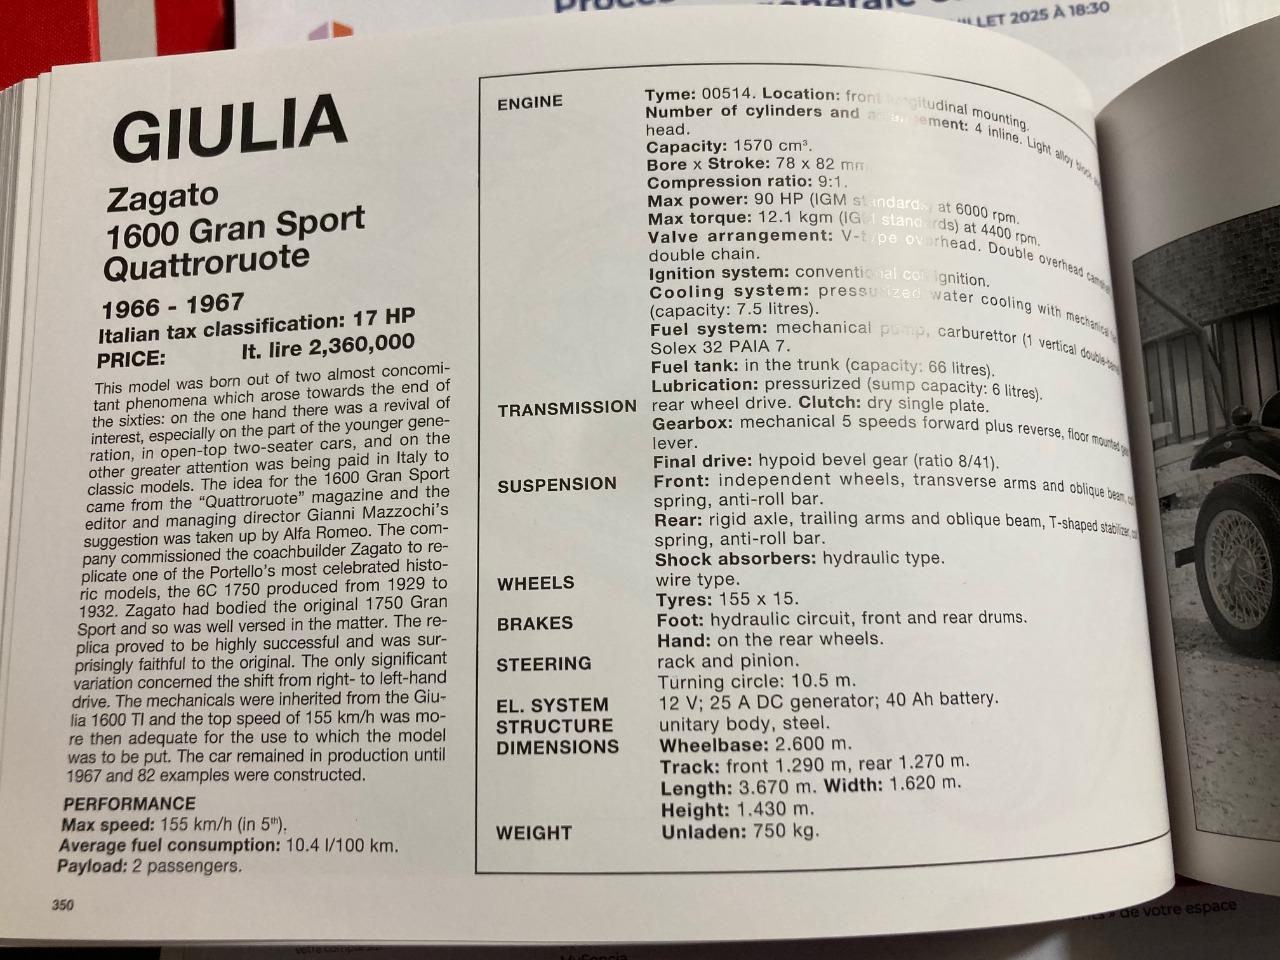 LLET 2025 À 18:30
GIULIA
Zagato
1600 Gran Sport
Quattroruote
1966 - 1967
Italian tax classification: 17 HP
PRICE: It. lire 2,360,000
This model was born out of two almost concomi-
tant phenomena which arose towards the end of
the sixties: on the one hand there was a revival of
interest, especially on the part of the younger gene-
ration, in open-top two-seater cars, and on the
other greater attention was being paid in Italy to
classic models. The idea for the 1600 Gran Sport
came from the “Quattroruote” magazine and the
editor and managing director Gianni Mazzochi's
suggestion was taken up by Alfa Romeo. The com-
pany commissioned the coachbuilder Zagato to re-
plicate one of the Portello's most celebrated histo-
ric models, the 6C 1750 produced from 1929 to
1932. Zagato had bodied the original 1750 Gran
Sport and so was well versed in the matter. The re-
plica proved to be highly successful and was sur-
prisingly faithful to the original. The only significant
variation concerned the shift from right- to left-hand
drive. The mechanicals were inherited from the Giu-
lia 1600 TI and the top speed of 155 km/h was mo-
re then adequate for the use to which the model
was to be put. The car remained in production until
1967 and 82 examples were constructed.
PERFORMANCE
Max speed: 155 km/h (in 5th).
Average fuel consumption: 10.4 l/100 km.
Payload: 2 passengers.
350
ENGINE Tyme: 00514. Location: front longitudinal mounting.
Number of cylinders and arrangement: 4 inline. Light alloy block
head.
Capacity: 1570 cm³.
Bore x Stroke: 78 x 82 mm
Compression ratio: 9:1.
Max power: 90 HP (IGM standards) at 6000 rpm.
Max torque: 12.1 kgm (IGM standards) at 4400 rpm.
Valve arrangement: V-type overhead. Double overhead
double chain.
Ignition system: conventional coil ignition.
Cooling system: pressurized water cooling with mechanical
(capacity: 7.5 litres).
Fuel system: mechanical pump, carburettor (1 vertical
Solex 32 PAIA 7.
Fuel tank: in the trunk (capacity: 66 litres).
Lubrication: pressurized (sump capacity: 6 litres).
TRANSMISSION rear wheel drive. Clutch: dry single plate.
Gearbox: mechanical 5 speeds forward plus reverse, floor mounted
lever.
Final drive: hypoid bevel gear (ratio 8/41).
SUSPENSION Front: independent wheels, transverse arms and oblique beam,
spring, anti-roll bar.
Rear: rigid axle, trailing arms and oblique beam, T-shaped stabilizer,
spring, anti-roll bar.
Shock absorbers: hydraulic type.
WHEELS wire type.
Tyres: 155 x 15.
BRAKES Foot: hydraulic circuit, front and rear drums.
Hand: on the rear wheels.
STEERING rack and pinion.
Turning circle: 10.5 m.
EL. SYSTEM 12 V; 25 A DC generator; 40 Ah battery.
STRUCTURE unitary body, steel.
DIMENSIONS Wheelbase: 2.600 m.
Track: front 1.290 m, rear 1.270 m.
Length: 3.670 m. Width: 1.620 m.
Height: 1.430 m.
WEIGHT Unladen: 750 kg.
» de votre espace